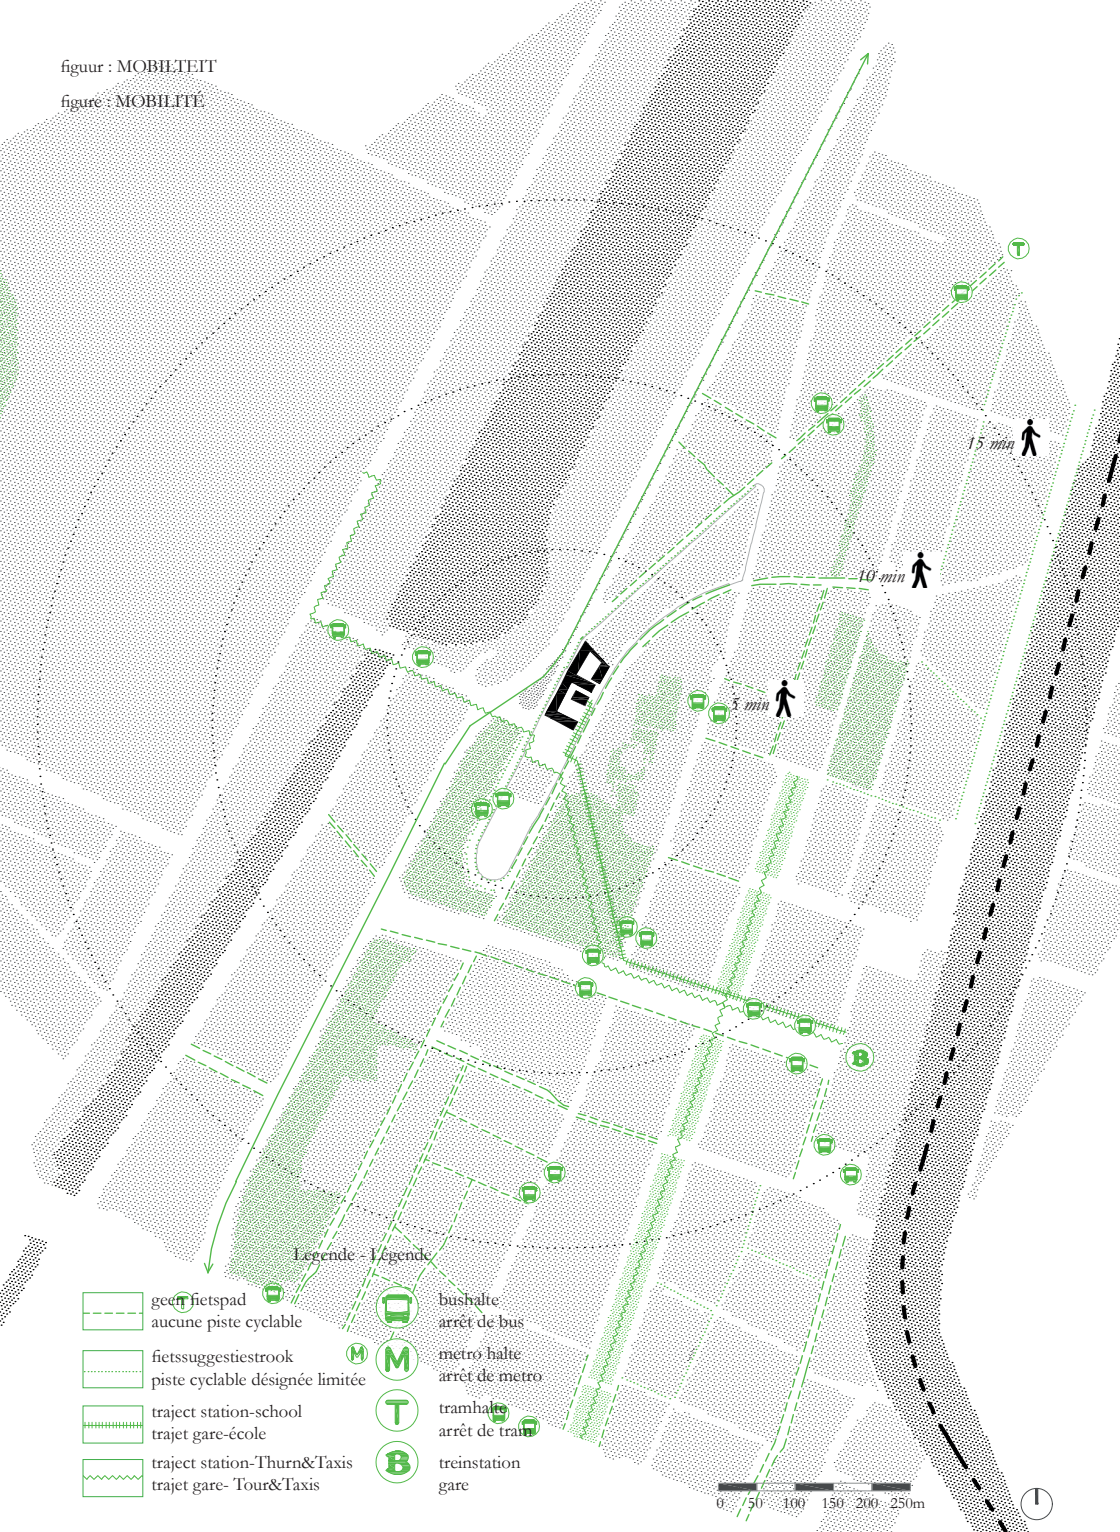 figuur : MOBILTEIT
figure : MOBILITÉ
T
15 min
10 min
5 min
B
Legende - Légende
geen fietspad
aucune piste cyclable
fietssuggestiestrook
piste cyclable désignée limitée
traject station-school
trajet gare-école
traject station-Thurn&Taxis
trajet gare- Tour&Taxis
T
M
bushalte
arrêt de bus
M
metro halte
arrêt de metro
T
tramhalte
arrêt de tram
B
treinstation
gare
0 50 100 150 200 250m